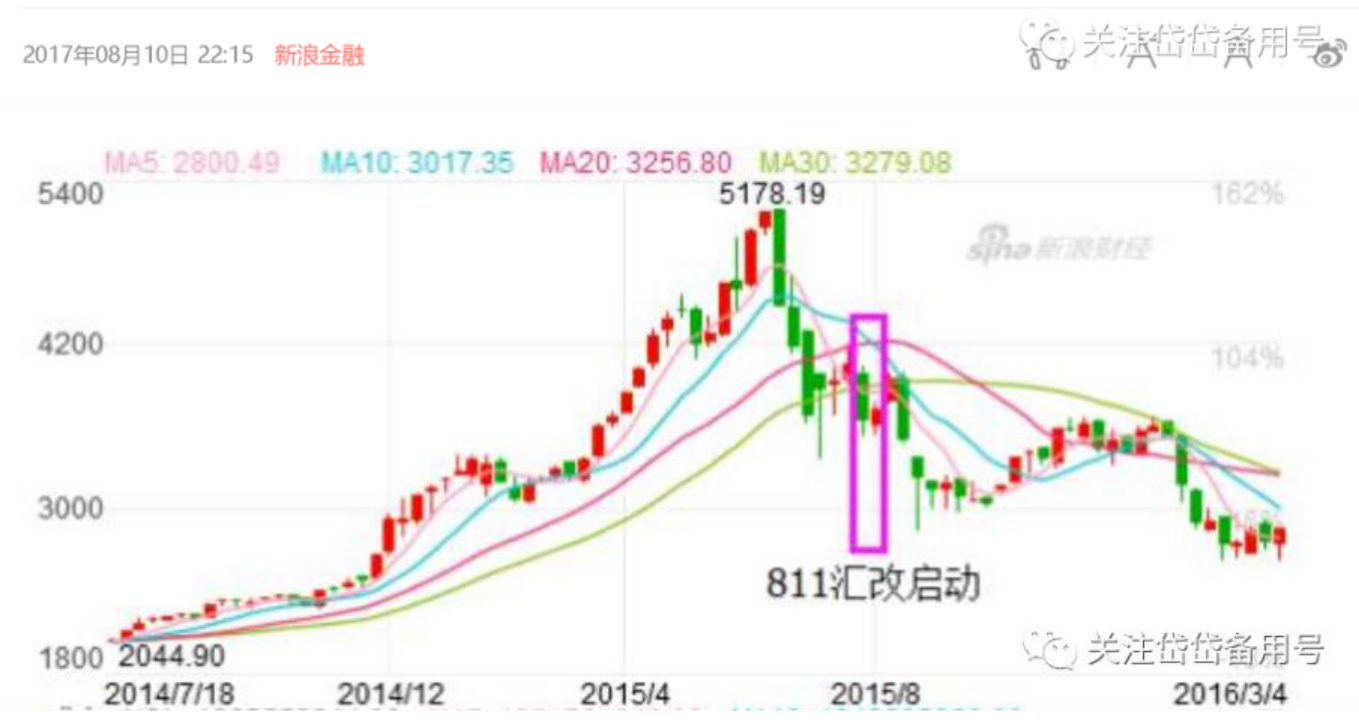 2017年08月10日 22:15 新浪金融
关注岱岱备用号
MA5: 2800.49 MA10: 3017.35 MA20: 3256.80 MA30: 3279.08
5400 5178.19 162%
sina新浪财经
4200 104%
3000
811汇改启动
关注岱岱备用号
1800 2044.90
2014/7/18 2014/12 2015/4 2015/8 2016/3/4